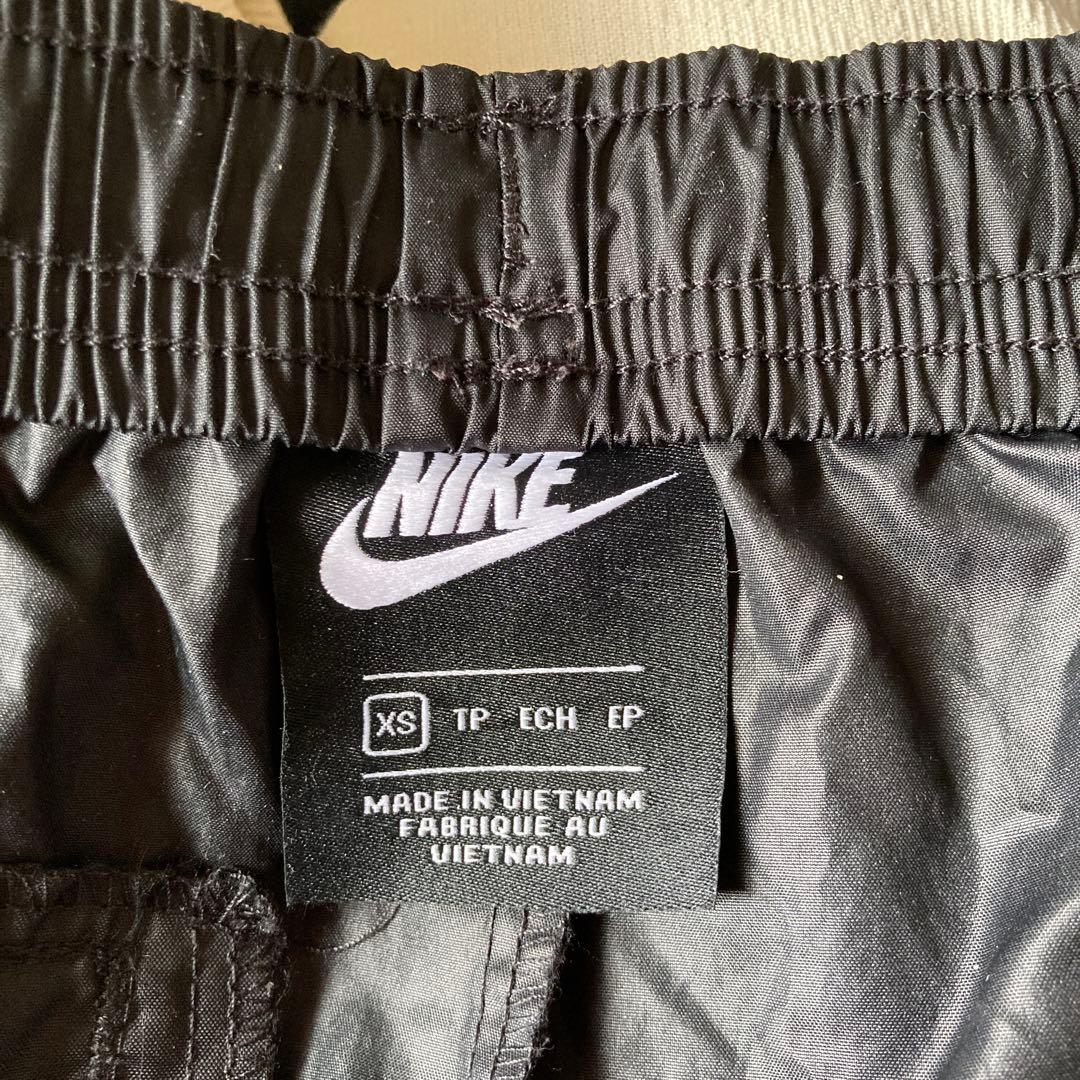 NIKE
XS TP ECH EP
MADE IN VIETNAM
FABRIQUE AU
VIETNAM